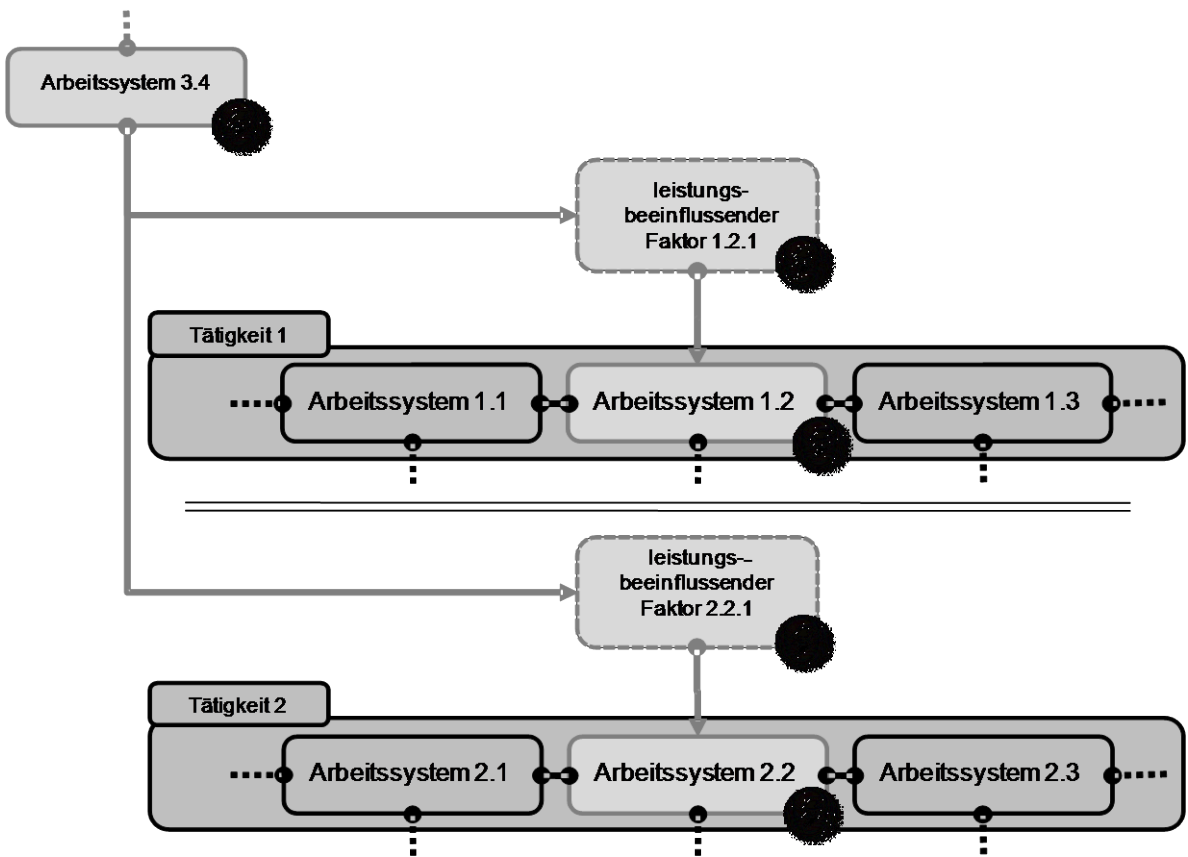 Arbeitssystem 3.4
leistungs-
beeinflussender
Faktor 1.2.1
Tätigkeit 1
Arbeitssystem 1.1
Arbeitssystem 1.2
Arbeitssystem 1.3
leistungs--
beeinflussender
Faktor 2.2.1
Tätigkeit 2
Arbeitssystem 2.1
Arbeitssystem 2.2
Arbeitssystem 2.3